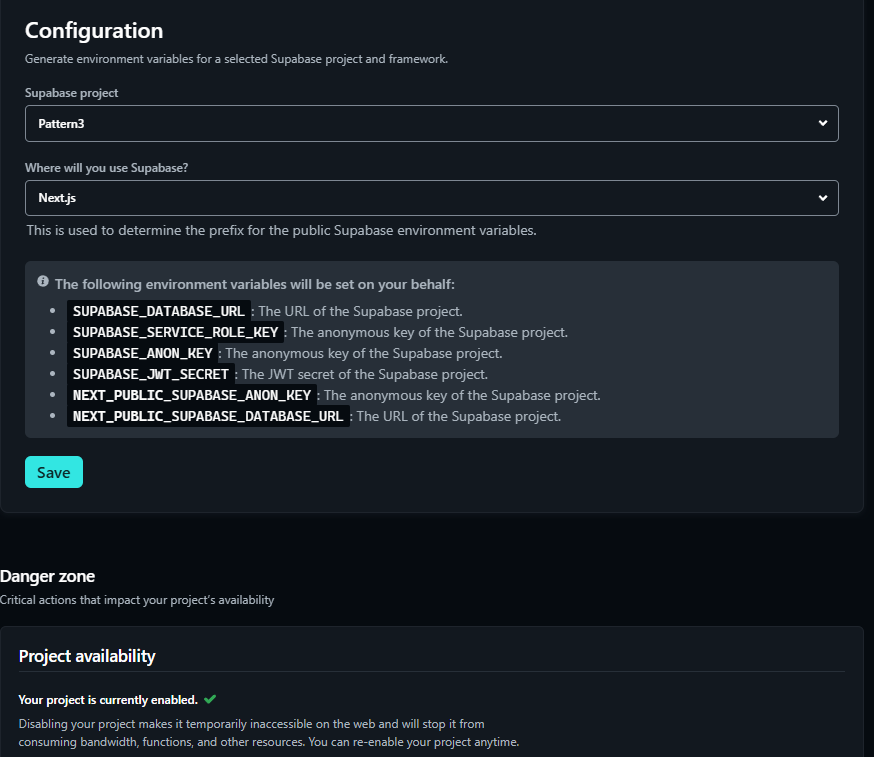 Configuration
Generate environment variables for a selected Supabase project and framework.
Supabase project
Pattern3
Where will you use Supabase?
Next.js
This is used to determine the prefix for the public Supabase environment variables.
The following environment variables will be set on your behalf:
• SUPABASE_DATABASE_URL : The URL of the Supabase project.
• SUPABASE_SERVICE_ROLE_KEY : The anonymous key of the Supabase project.
• SUPABASE_ANON_KEY : The anonymous key of the Supabase project.
• SUPABASE_JWT_SECRET : The JWT secret of the Supabase project.
• NEXT_PUBLIC_SUPABASE_ANON_KEY : The anonymous key of the Supabase project.
• NEXT_PUBLIC_SUPABASE_DATABASE_URL : The URL of the Supabase project.
Save
Danger zone
Critical actions that impact your project's availability
Project availability
Your project is currently enabled.
Disabling your project makes it temporarily inaccessible on the web and will stop it from
consuming bandwidth, functions, and other resources. You can re-enable your project anytime.